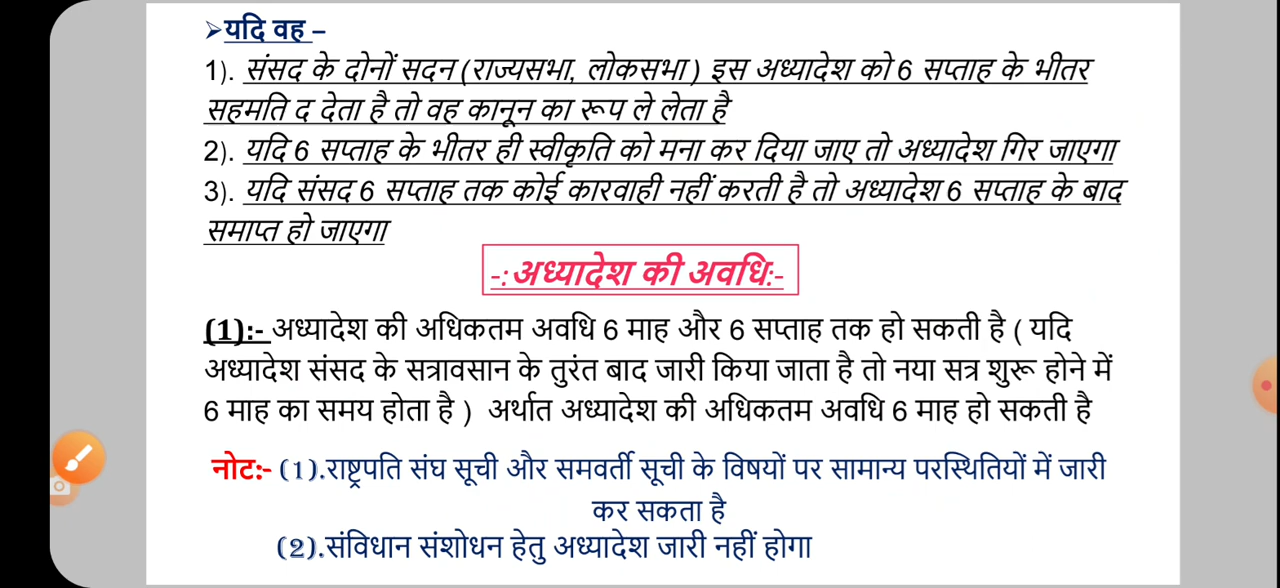 ➢यदि वह –
1). संसद के दोनों सदन (राज्यसभा, लोकसभा ) इस अध्यादेश को 6 सप्ताह के भीतर
सहमति द देता है तो वह कानून का रूप ले लेता है
2). यदि 6 सप्ताह के भीतर ही स्वीकृति को मना कर दिया जाए तो अध्यादेश गिर जाएगा
3). यदि संसद 6 सप्ताह तक कोई कारवाही नहीं करती है तो अध्यादेश 6 सप्ताह के बाद
समाप्त हो जाएगा
-:अध्यादेश की अवधि:-
(1):- अध्यादेश की अधिकतम अवधि 6 माह और 6 सप्ताह तक हो सकती है ( यदि
अध्यादेश संसद के सत्रावसान के तुरंत बाद जारी किया जाता है तो नया सत्र शुरू होने में
6 माह का समय होता है ) अर्थात अध्यादेश की अधिकतम अवधि 6 माह हो सकती है
नोट:- (1).राष्ट्रपति संघ सूची और समवर्ती सूची के विषयों पर सामान्य परस्थितियों में जारी
कर सकता है
(2).संविधान संशोधन हेतु अध्यादेश जारी नहीं होगा